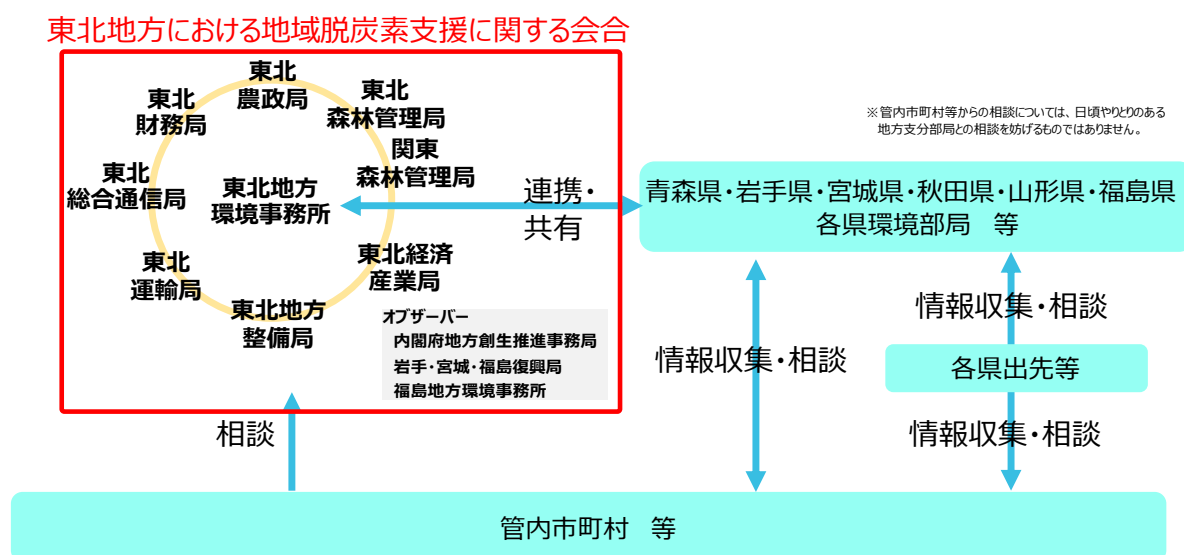 東北地方における地域脱炭素支援に関する会合
東北
農政局
東北
財務局
東北
森林管理局
関東
森林管理局
東北
総合通信局
東北地方
環境事務所
東北
運輸局
東北経済
産業局
東北地方
整備局
オブザーバー
内閣府地方創生推進事務局
岩手・宮城・福島復興局
福島地方環境事務所
連携・
共有
※管内市町村等からの相談については、日頃やりとりのある
地方支分部局との相談を妨げるものではありません。
青森県・岩手県・宮城県・秋田県・山形県・福島県
各県環境部局　等
情報収集・相談
情報収集・相談
各県出先等
情報収集・相談
相談
管内市町村　等